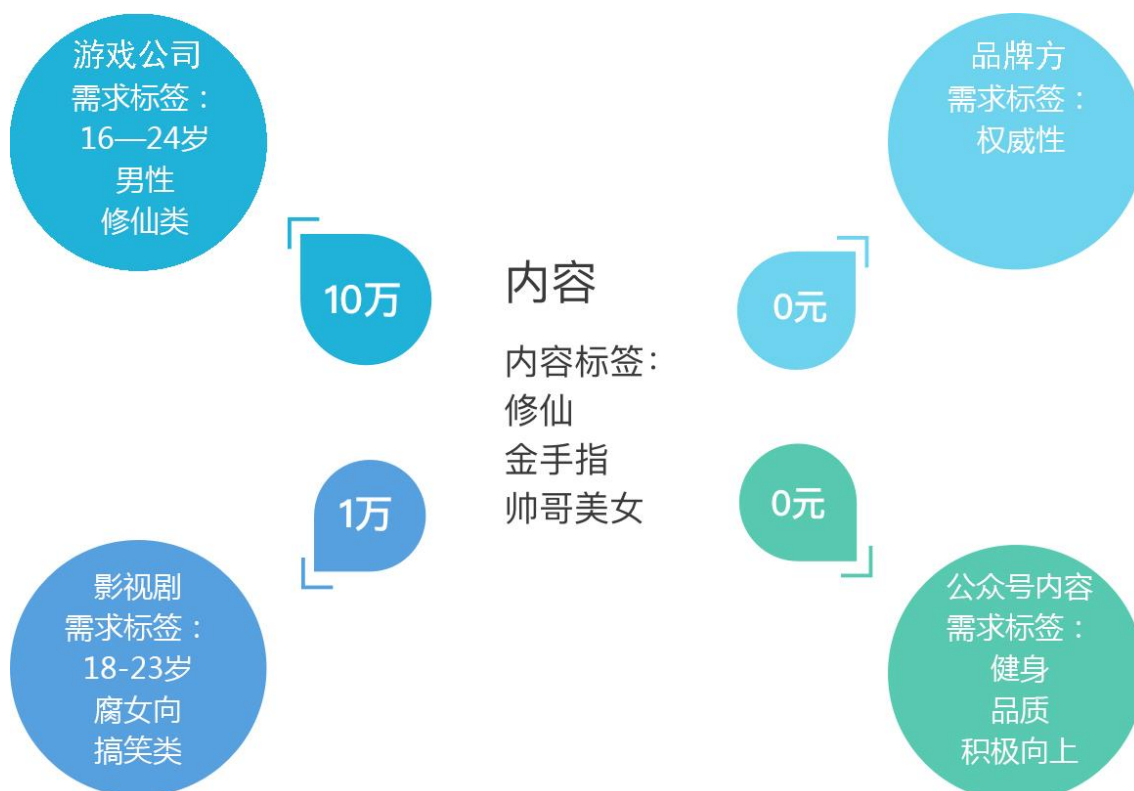 游戏公司
需求标签：
16—24岁
男性
修仙类
品牌方
需求标签：
权威性
10万
内容
0元
内容标签：
修仙
金手指
帅哥美女
1万
0元
影视剧
需求标签：
18-23岁
腐女向
搞笑类
公众号内容
需求标签：
健身
品质
积极向上